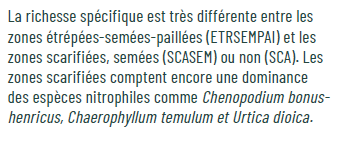 La richesse spécifique est très différente entre les
zones étrépées-semées-paillées (ETRSEMPAI) et les
zones scarifiées, semées (SCASEM) ou non (SCA). Les
zones scarifiées comptent encore une dominance
des espèces nitrophiles comme Chenopodium bonus-
henricus, Chaerophyllum temulum et Urtica dioica.